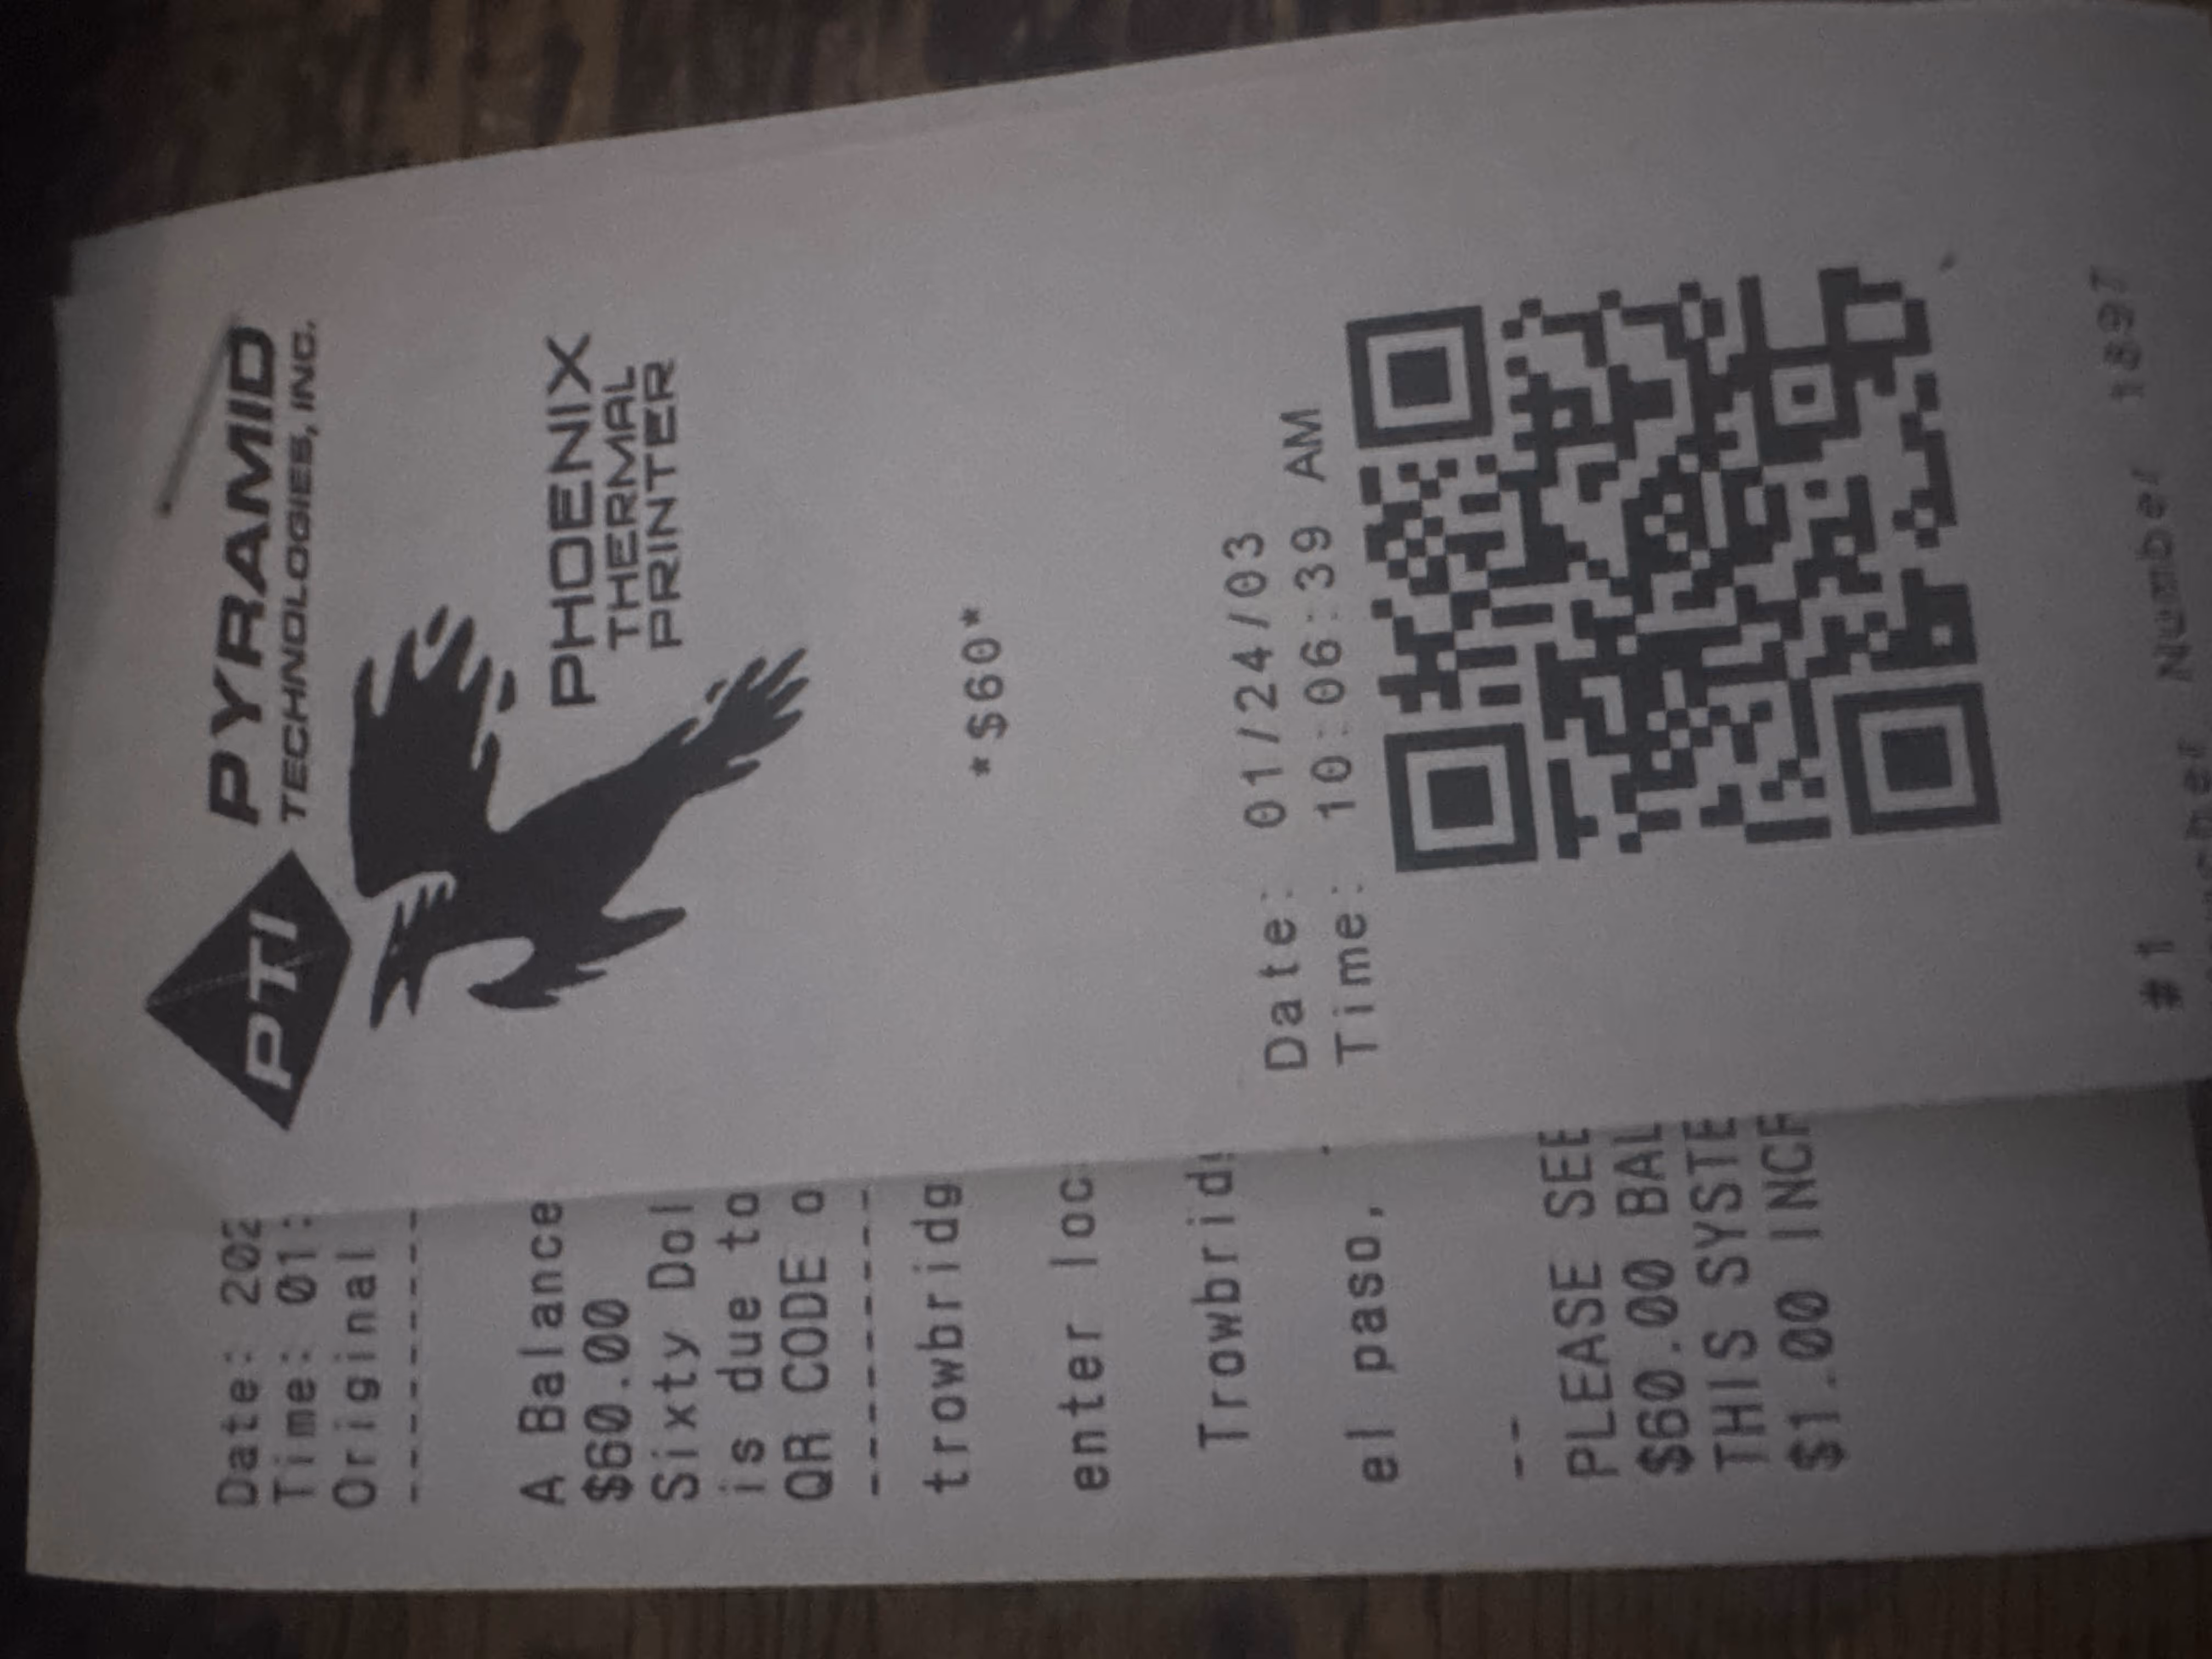 PTI
PYRAMID
TECHNOLOGIES, INC.
PHOENIX
THERMAL
PRINTER
*$60*
Date: 01/24/03
Time: 10:06:39 AM
#1 Number 1897
Date: 202
Time: 01:
Original
---------
A Balance
$60.00
Sixty Dol
is due to
QR CODE o
---------
trowbridg
enter loc
Trowbrid
el paso,
--
PLEASE SEE
$60.00 BAL
THIS SYSTE
$1.00 INCR